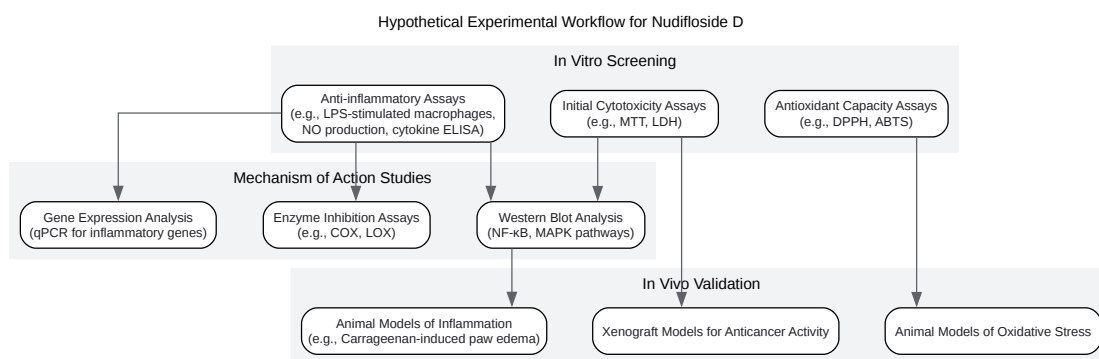 Hypothetical Experimental Workflow for Nudifloside D
In Vitro Screening
Anti-inflammatory Assays
(e.g., LPS-stimulated macrophages,
NO production, cytokine ELISA)
Initial Cytotoxicity Assays
(e.g., MTT, LDH)
Antioxidant Capacity Assays
(e.g., DPPH, ABTS)
Mechanism of Action Studies
Gene Expression Analysis
(qPCR for inflammatory genes)
Enzyme Inhibition Assays
(e.g., COX, LOX)
Western Blot Analysis
(NF-κB, MAPK pathways)
In Vivo Validation
Animal Models of Inflammation
(e.g., Carrageenan-induced paw edema)
Xenograft Models for Anticancer Activity
Animal Models of Oxidative Stress